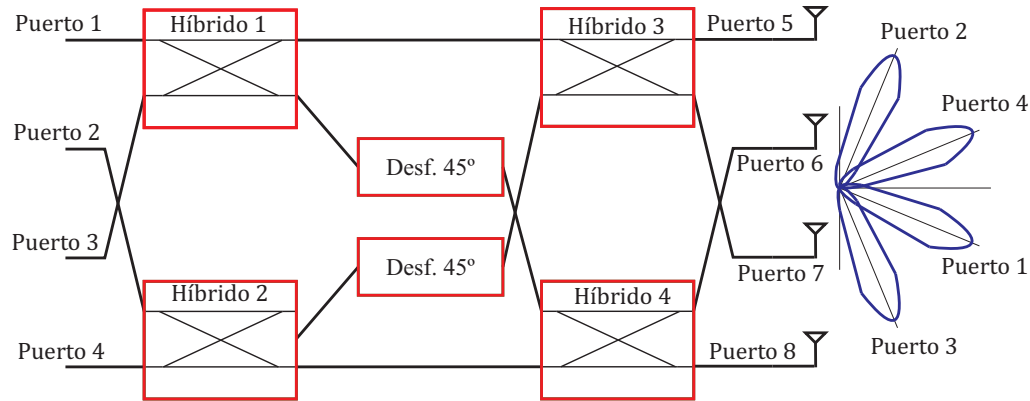 Puerto 1
Híbrido 1
Híbrido 3
Puerto 5
Puerto 2
Puerto 2
Puerto 4
Desf. 45º
Puerto 6
Puerto 3
Desf. 45º
Puerto 7
Puerto 1
Híbrido 2
Híbrido 4
Puerto 4
Puerto 8
Puerto 3